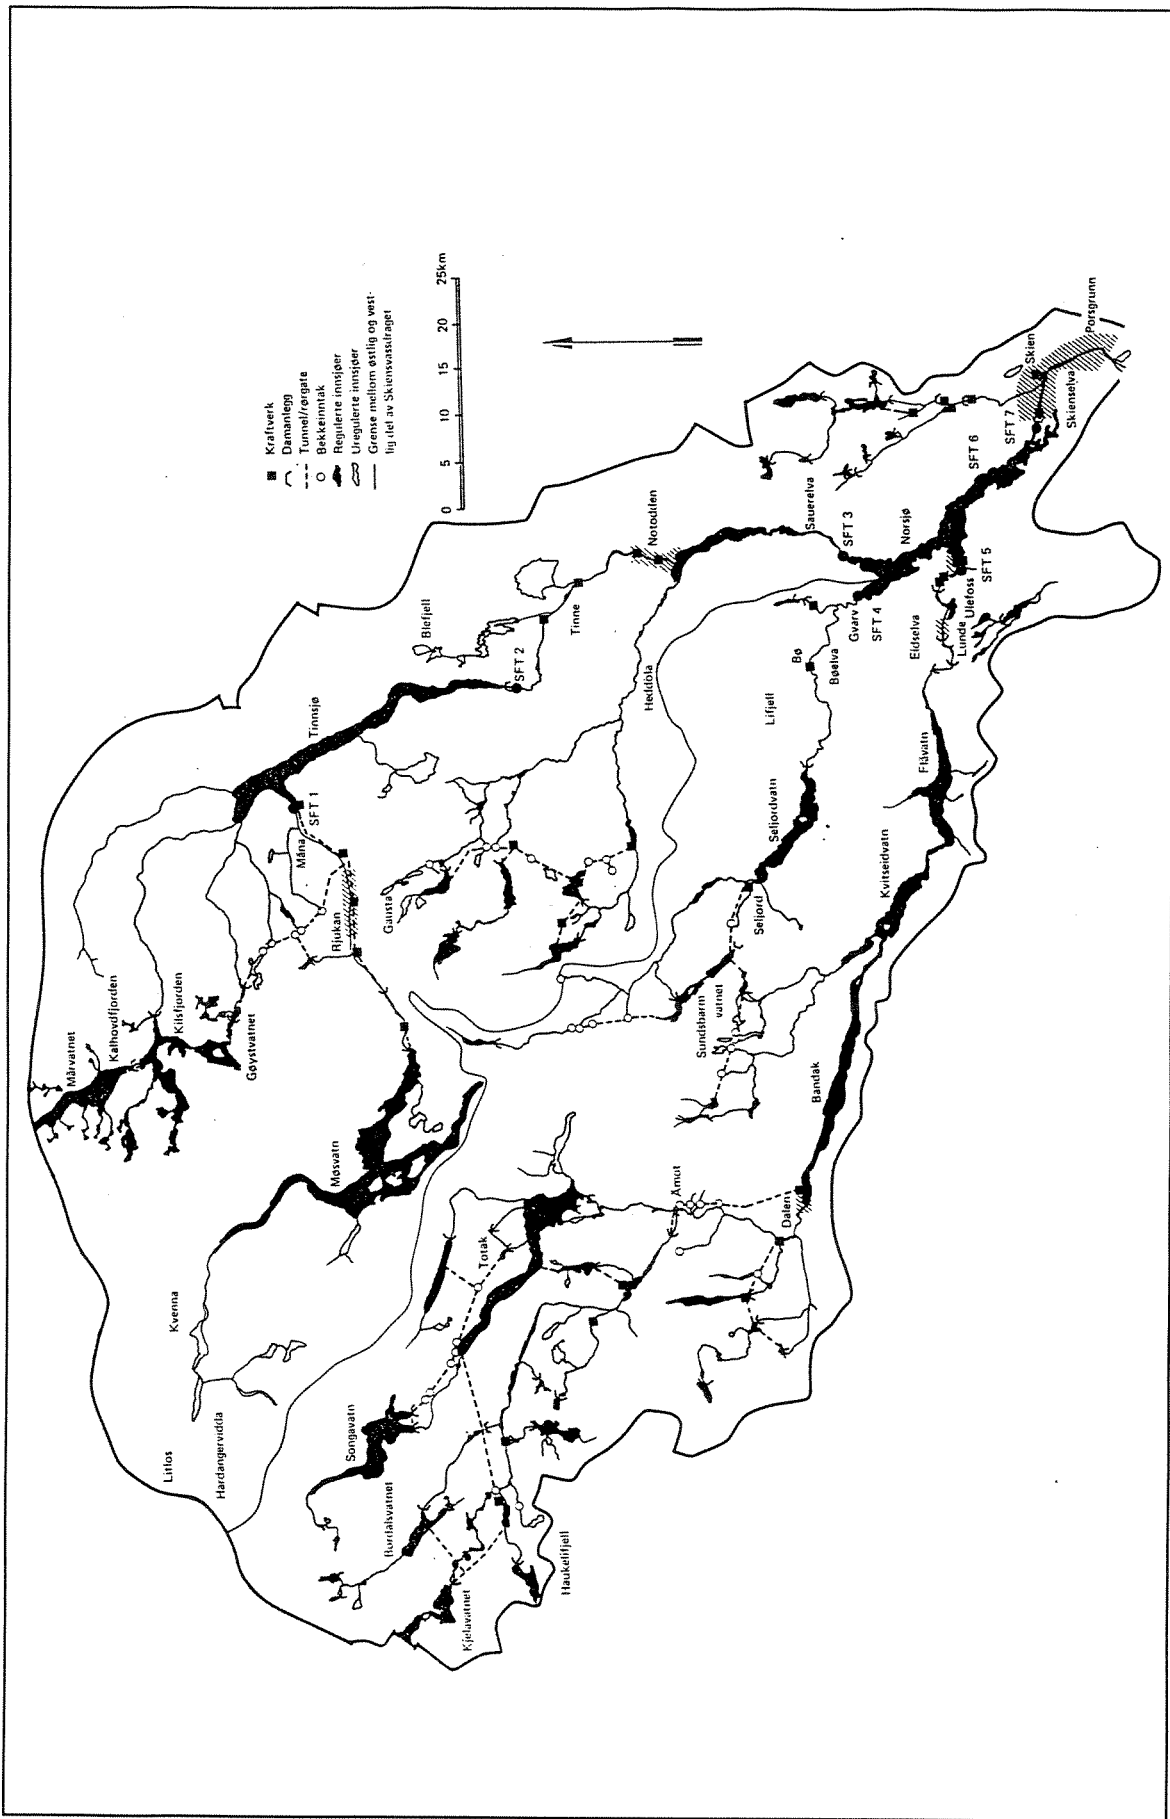 Kraftverk
Damanlegg
Tunnel/rørgate
Bekkeinntak
Regulerte innsjøer
Uregulerte innsjøer
Grense mellom østlig og vest-
lig del av Skiensvassdraget
0 5 10 15 20 25km
Litlos
Hardangervidda
Kvenna
Mårvatnet
Kalhovdfjorden
Kilsfjorden
Gøystvatnet
Møsvatn
Rjukan
Måna
SFT 1
Tinnsjø
Gausta
Blefjell
SFT 2
Tinne
Notodden
Heddøla
Songavatn
Bordalsvatnet
Kjelavatnet
Haukelifjell
Totak
Åmot
Dalen
Bandak
Sundsbarm
vatnet
Seljord
Seljordvatn
Lifjell
Bø
Bøelva
Gvarv
SFT 4
Sauerelva
SFT 3
Norsjø
Kvitseidvatn
Flåvatn
Eidselva
Lunde
Ulefoss
SFT 5
SFT 6
SFT 7
Skien
Skienselva
Porsgrunn